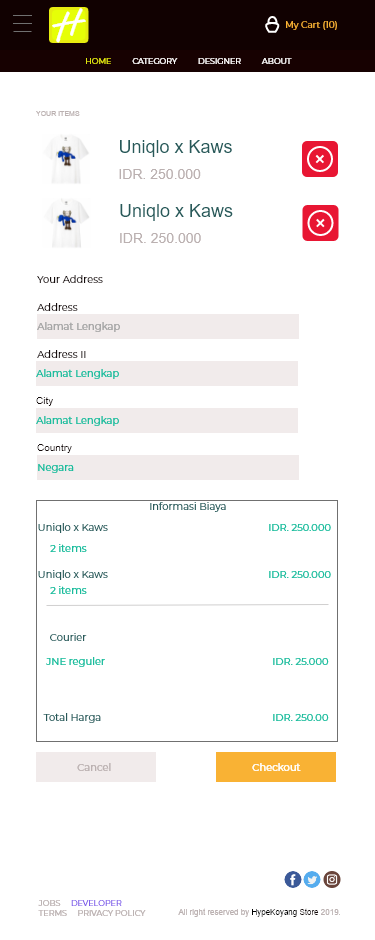 H
My Cart (10)
HOME CATEGORY DESIGNER ABOUT
YOUR ITEMS
Uniqlo x Kaws
IDR. 250.000
Uniqlo x Kaws
IDR. 250.000
Your Address
Address
Alamat Lengkap
Address II
Alamat Lengkap
City
Alamat Lengkap
Country
Negara
Informasi Biaya
Uniqlo x Kaws IDR. 250.000
2 items
Uniqlo x Kaws IDR. 250.000
2 items
Courier
JNE reguler IDR. 25.000
Total Harga IDR. 250.00
Cancel Checkout
JOBS DEVELOPER
TERMS PRIVACY POLICY All right reserved by HypeKoyang Store 2019.